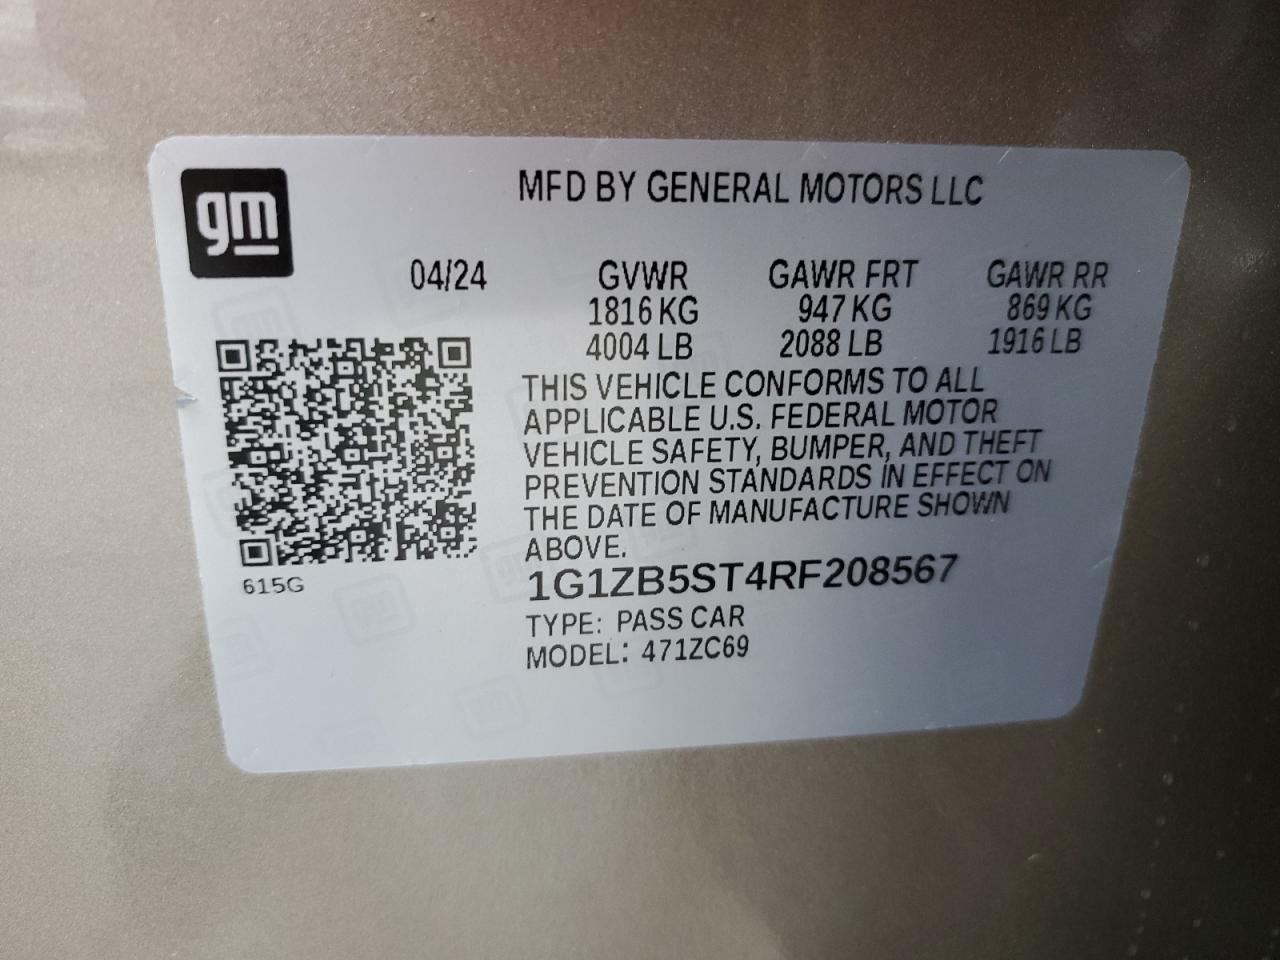 gm
MFD BY GENERAL MOTORS LLC
04/24 GVWR GAWR FRT GAWR RR
1816 KG 947 KG 869 KG
4004 LB 2088 LB 1916 LB
THIS VEHICLE CONFORMS TO ALL
APPLICABLE U.S. FEDERAL MOTOR
VEHICLE SAFETY, BUMPER, AND THEFT
PREVENTION STANDARDS IN EFFECT ON
THE DATE OF MANUFACTURE SHOWN
ABOVE.
615G
1G1ZB5ST4RF208567
TYPE: PASS CAR
MODEL: 471ZC69